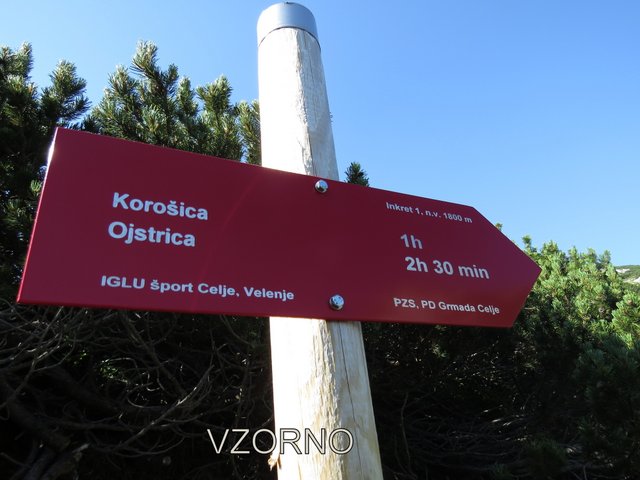 Inkret 1, n.v. 1800 m
Korošica 1h
Ojstrica 2h 30 min
IGLU šport Celje, Velenje PZS, PD Grmada Celje
VZORNO